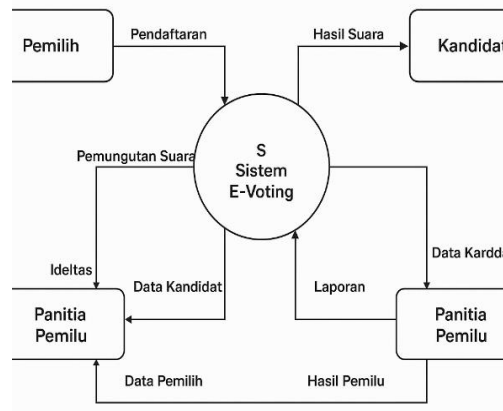 Pemilih
Pendaftaran
Hasil Suara
Kandidat
S
Sistem
E-Voting
Pemungutan Suara
Ideltas
Data Kandidat
Laporan
Data Kardda
Panitia
Pemilu
Panitia
Pemilu
Data Pemilih
Hasil Pemilu